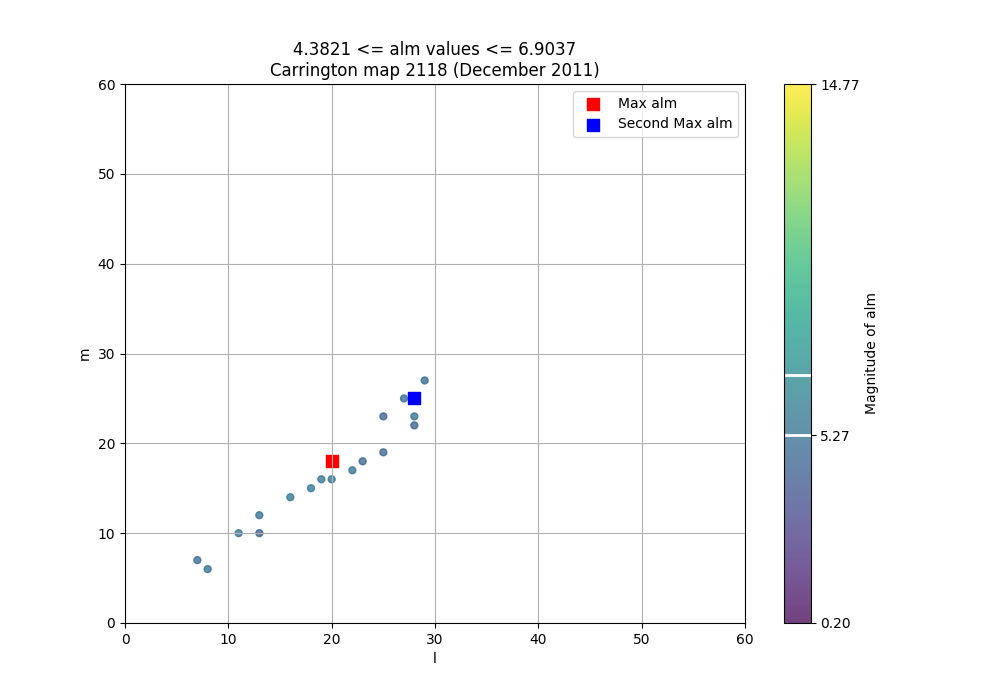 4.3821 <= alm values <= 6.9037
Carrington map 2118 (December 2011)
Max alm
Second Max alm
60
50
40
30
20
10
0
m
0 10 20 30 40 50 60
l
14.77
5.27
0.20
Magnitude of alm